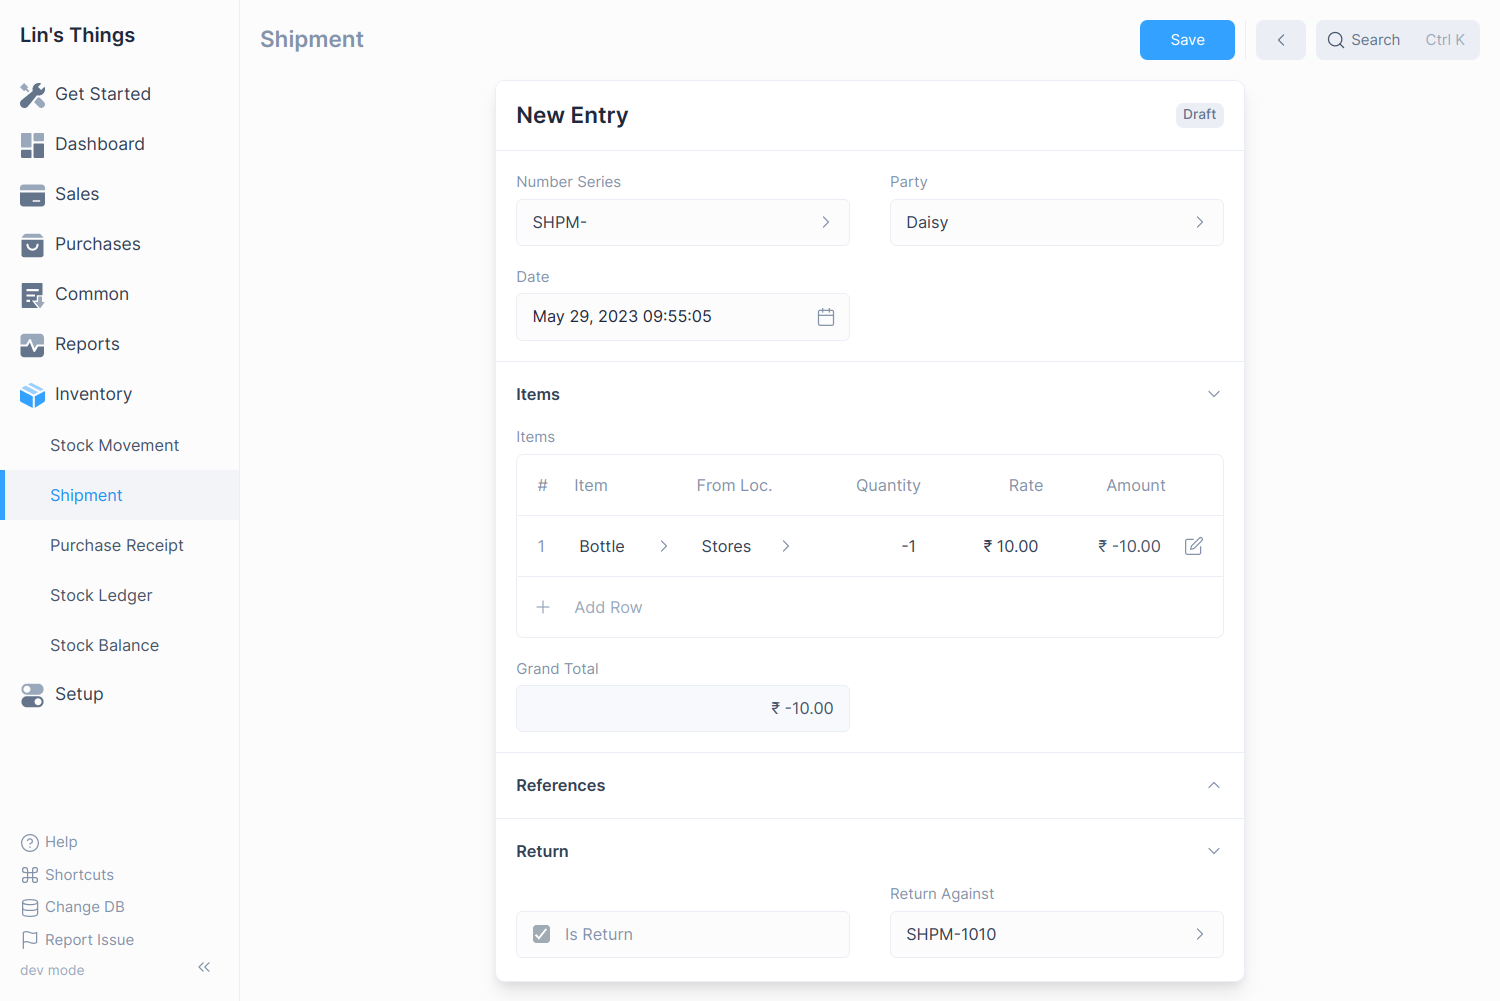 Lin's Things
Get Started
Dashboard
Sales
Purchases
Common
Reports
Inventory
Stock Movement
Shipment
Purchase Receipt
Stock Ledger
Stock Balance
Setup
Help
Shortcuts
Change DB
Report Issue
dev mode
Shipment
Save
Search Ctrl K
New Entry
Draft
Number Series
SHPM-
Party
Daisy
Date
May 29, 2023 09:55:05
Items
Items
# Item From Loc. Quantity Rate Amount
1 Bottle Stores -1 ₹ 10.00 ₹ -10.00
Add Row
Grand Total
₹ -10.00
References
Return
Is Return
Return Against
SHPM-1010